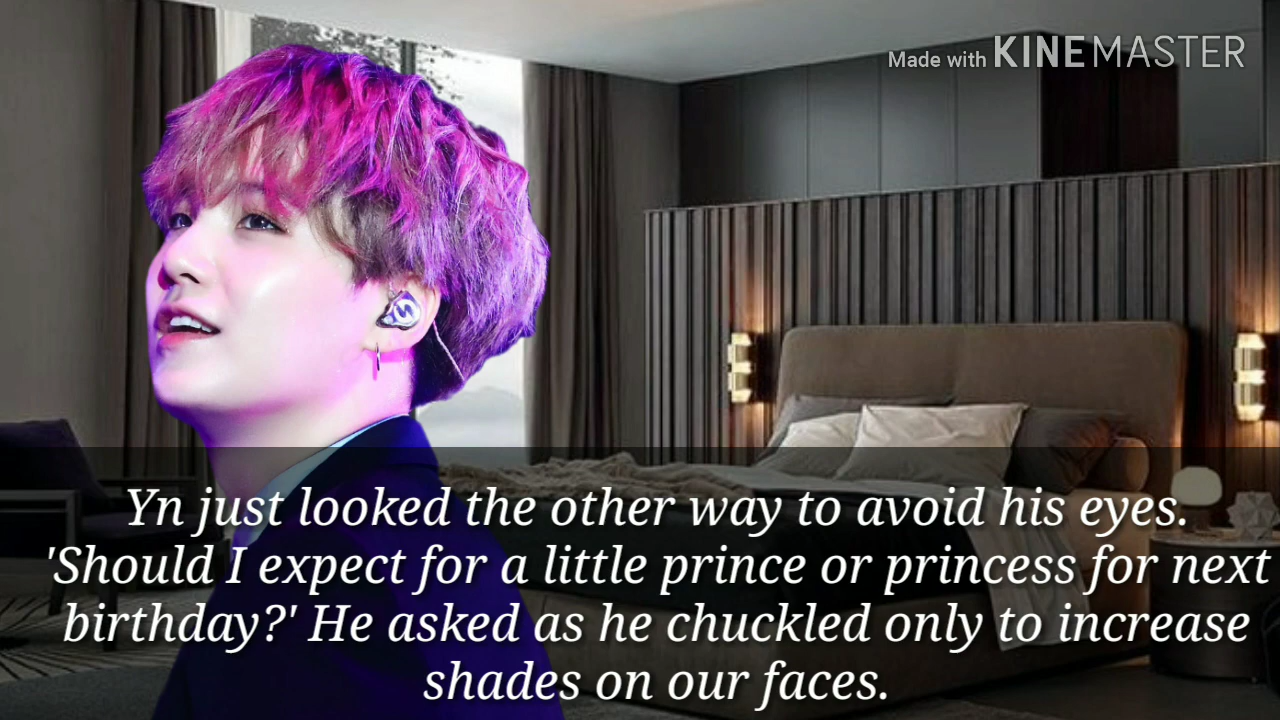 Made with KINEMASTER
Yn just looked the other way to avoid his eyes.
'Should I expect for a little prince or princess for next
birthday?' He asked as he chuckled only to increase
shades on our faces.